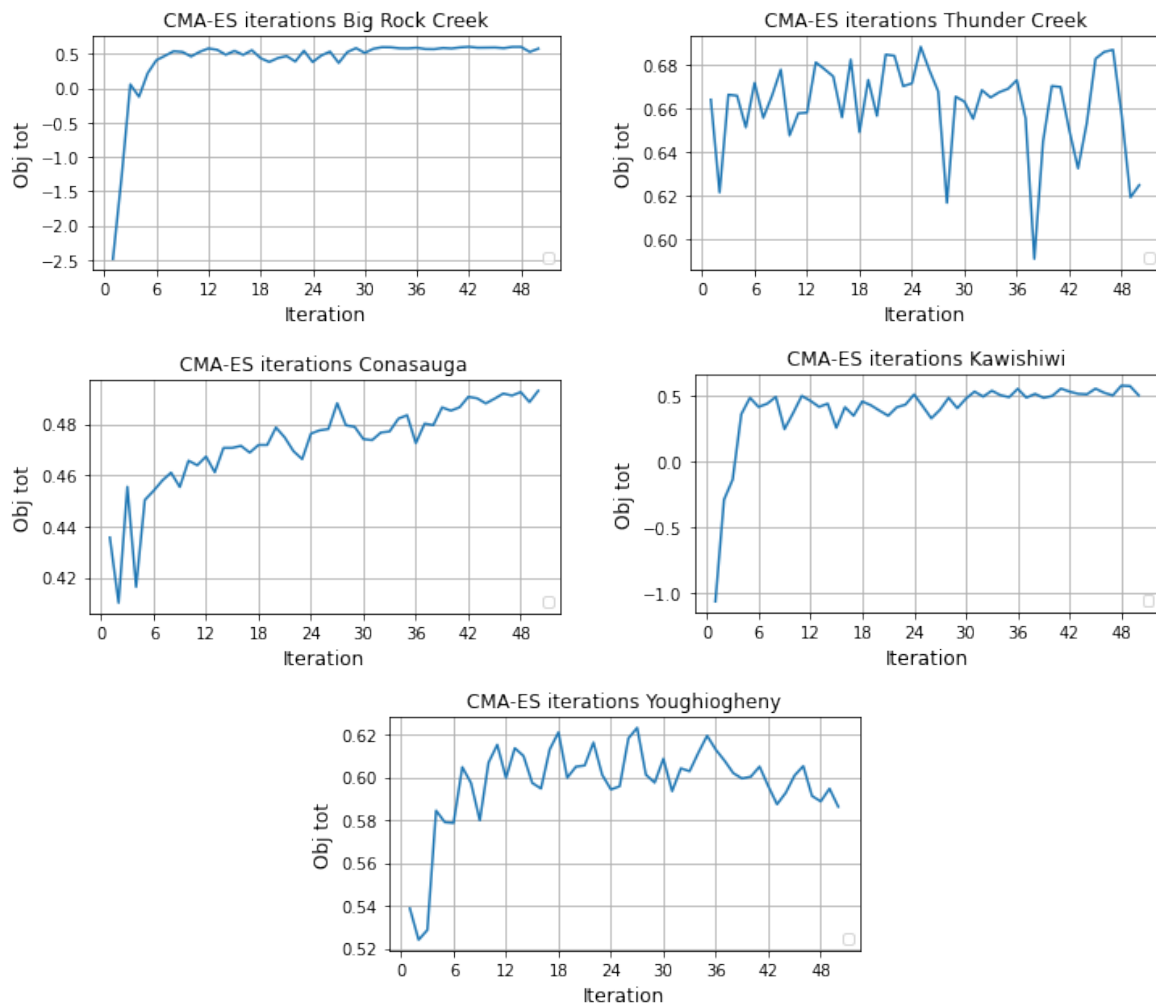 CMA-ES iterations Big Rock Creek
0.5
0.0
−0.5
−1.0
−1.5
−2.0
−2.5
Obj tot
0 6 12 18 24 30 36 42 48
Iteration
CMA-ES iterations Thunder Creek
0.68
0.66
0.64
0.62
0.60
Obj tot
0 6 12 18 24 30 36 42 48
Iteration
CMA-ES iterations Conasauga
0.48
0.46
0.44
0.42
Obj tot
0 6 12 18 24 30 36 42 48
Iteration
CMA-ES iterations Kawishiwi
0.5
0.0
−0.5
−1.0
Obj tot
0 6 12 18 24 30 36 42 48
Iteration
CMA-ES iterations Youghiogheny
0.62
0.60
0.58
0.56
0.54
0.52
Obj tot
0 6 12 18 24 30 36 42 48
Iteration